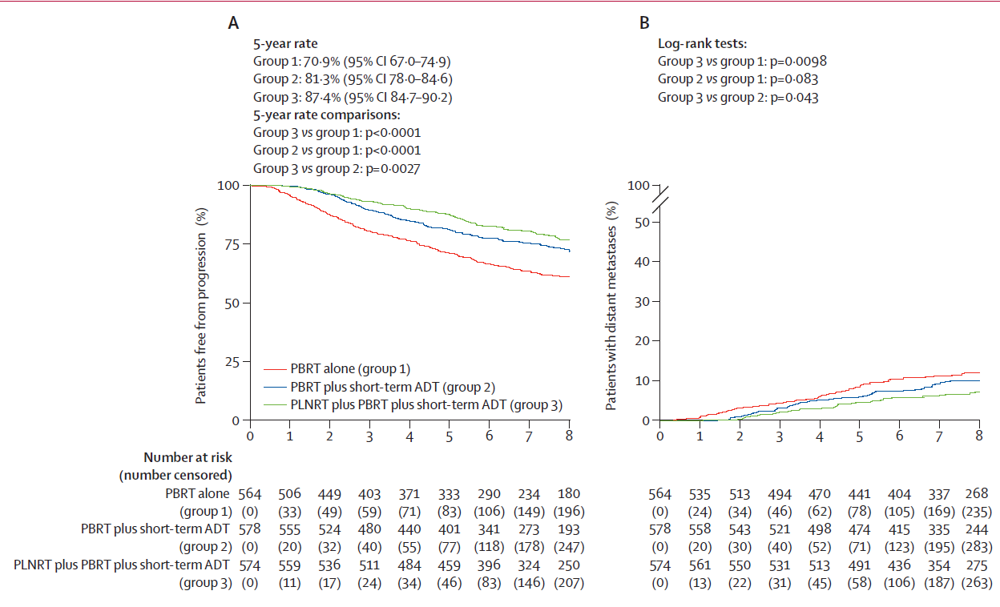 A
5-year rate
Group 1: 70·9% (95% CI 67·0–74·9)
Group 2: 81·3% (95% CI 78·0–84·6)
Group 3: 87·4% (95% CI 84·7–90·2)
5-year rate comparisons:
Group 3 vs group 1: p<0·0001
Group 2 vs group 1: p<0·0001
Group 3 vs group 2: p=0·0027
Patients free from progression (%)
100
75
50
25
0
PBRT alone (group 1)
PBRT plus short-term ADT (group 2)
PLNRT plus PBRT plus short-term ADT (group 3)
0 1 2 3 4 5 6 7 8
B
Log-rank tests:
Group 3 vs group 1: p=0·0098
Group 2 vs group 1: p=0·083
Group 3 vs group 2: p=0·043
Patients with distant metastases (%)
100
50
40
30
20
10
0
0 1 2 3 4 5 6 7 8
Number at risk
(number censored)
PBRT alone 564 506 449 403 371 333 290 234 180 564 535 513 494 470 441 404 337 268
(group 1) (0) (33) (49) (59) (71) (83) (106) (149) (196) (0) (24) (34) (46) (62) (78) (105) (169) (235)
PBRT plus short-term ADT 578 555 524 480 440 401 341 273 193 578 558 543 521 498 474 415 335 244
(group 2) (0) (20) (32) (40) (55) (77) (118) (178) (247) (0) (20) (30) (40) (52) (71) (123) (195) (283)
PLNRT plus PBRT plus short-term ADT 574 559 536 511 484 459 396 324 250 574 561 550 531 513 491 436 354 275
(group 3) (0) (11) (17) (24) (34) (46) (83) (146) (207) (0) (13) (22) (31) (45) (58) (106) (187) (263)